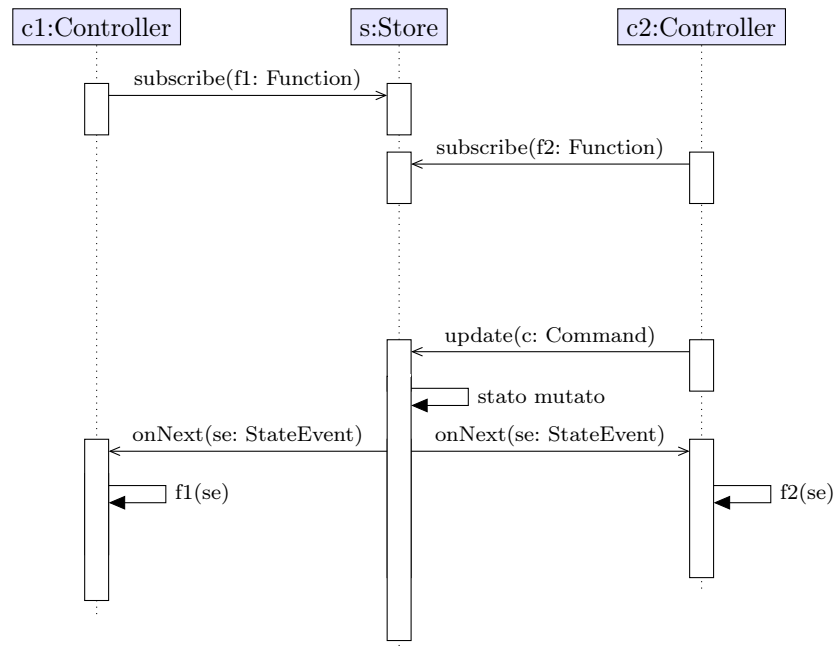 c1:Controller
s:Store
c2:Controller
subscribe(f1: Function)
subscribe(f2: Function)
update(c: Command)
stato mutato
onNext(se: StateEvent)
onNext(se: StateEvent)
f1(se)
f2(se)